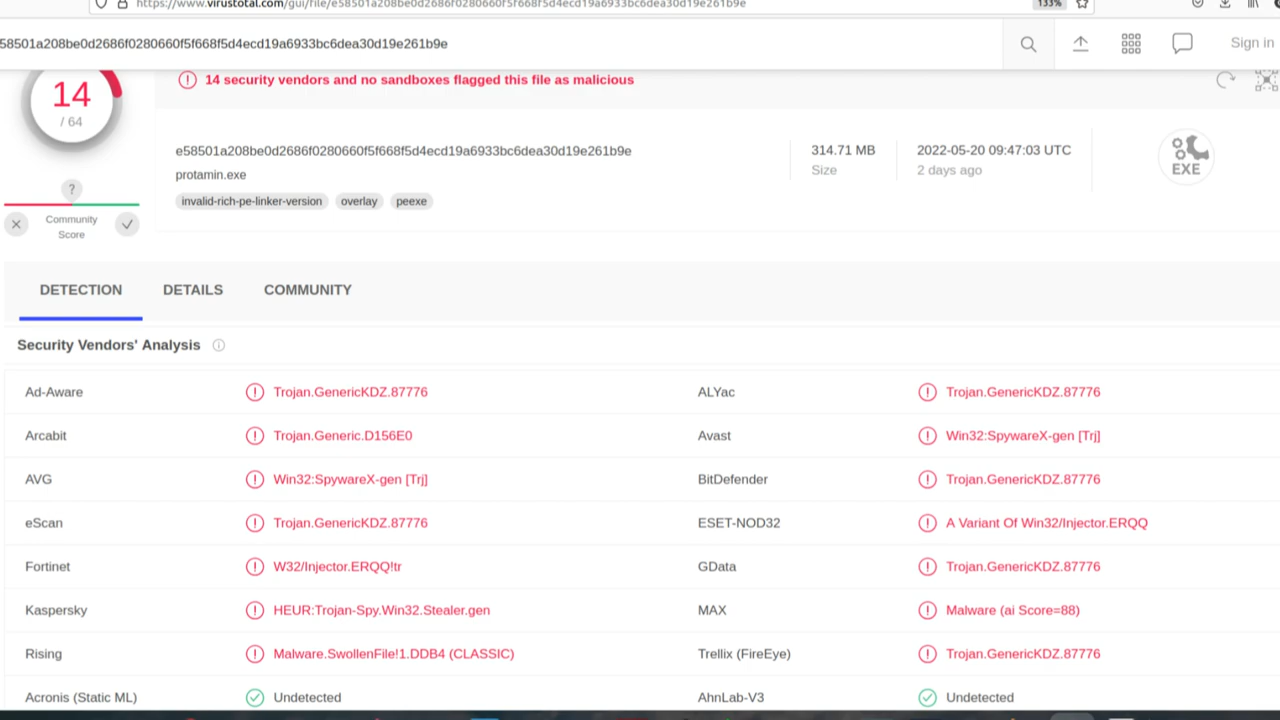 https://www.virustotal.com/gui/file/e58501a208be0d2686f0280660f5f668f5d4ecd19a6933bc6dea30d19e261b9e
133%
58501a208be0d2686f0280660f5f668f5d4ecd19a6933bc6dea30d19e261b9e
Sign in
14
/ 64
14 security vendors and no sandboxes flagged this file as malicious
e58501a208be0d2686f0280660f5f668f5d4ecd19a6933bc6dea30d19e261b9e
protamin.exe
invalid-rich-pe-linker-version overlay peexe
314.71 MB
Size
2022-05-20 09:47:03 UTC
2 days ago
EXE
?
Community
Score
DETECTION DETAILS COMMUNITY
Security Vendors' Analysis
Ad-Aware Trojan.GenericKDZ.87776 ALYac Trojan.GenericKDZ.87776
Arcabit Trojan.Generic.D156E0 Avast Win32:SpywareX-gen [Trj]
AVG Win32:SpywareX-gen [Trj] BitDefender Trojan.GenericKDZ.87776
eScan Trojan.GenericKDZ.87776 ESET-NOD32 A Variant Of Win32/Injector.ERQQ
Fortinet W32/Injector.ERQQ!tr GData Trojan.GenericKDZ.87776
Kaspersky HEUR:Trojan-Spy.Win32.Stealer.gen MAX Malware (ai Score=88)
Rising Malware.SwollenFile!1.DDB4 (CLASSIC) Trellix (FireEye) Trojan.GenericKDZ.87776
Acronis (Static ML) Undetected AhnLab-V3 Undetected